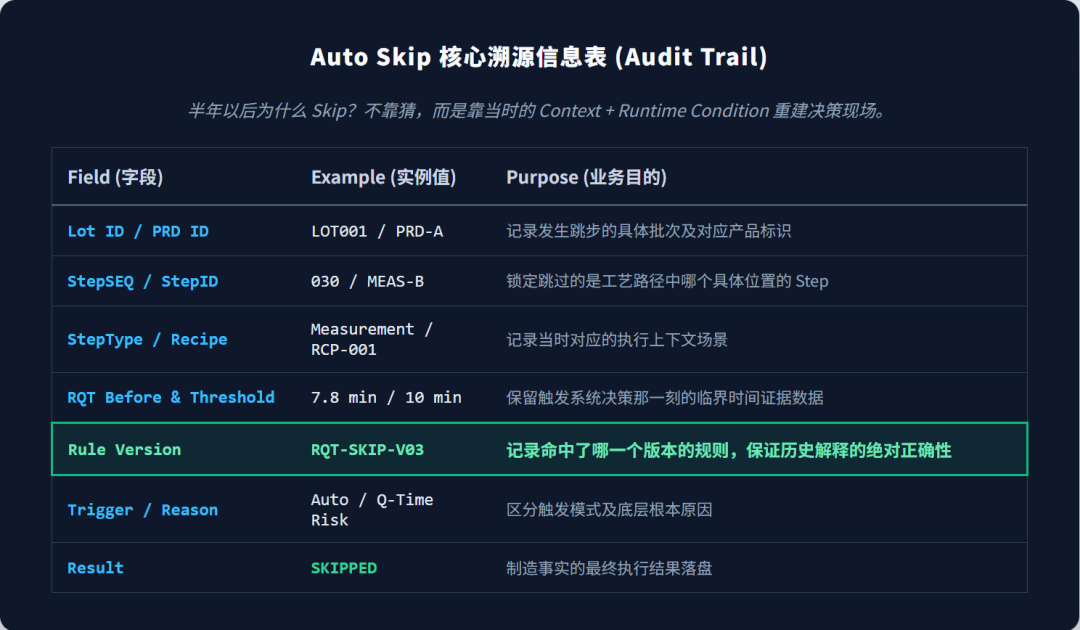 Auto Skip 核心溯源信息表 (Audit Trail)
半年以后为什么 Skip？不靠猜，而是靠当时的 Context + Runtime Condition 重建决策现场。
Field (字段) Example (实例值) Purpose (业务目的)
Lot ID / PRD ID LOT001 / PRD-A 记录发生跳步的具体批次及对应产品标识
StepSEQ / StepID 030 / MEAS-B 锁定跳过的是工艺路径中哪个具体位置的 Step
StepType / Recipe Measurement / RCP-001 记录当时对应的执行上下文场景
RQT Before & Threshold 7.8 min / 10 min 保留触发系统决策那一刻的临界时间证据数据
Rule Version RQT-SKIP-V03 记录命中了哪一个版本的规则，保证历史解释的绝对正确性
Trigger / Reason Auto / Q-Time Risk 区分触发模式及底层根本原因
Result SKIPPED 制造事实的最终执行结果落盘